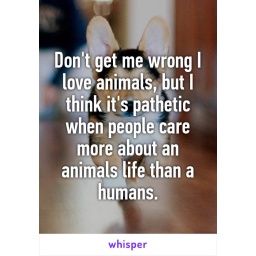 Don't get me wrong I
love animals, but I
think it's pathetic
when people care
more about an
animals life than a
humans.
whisper